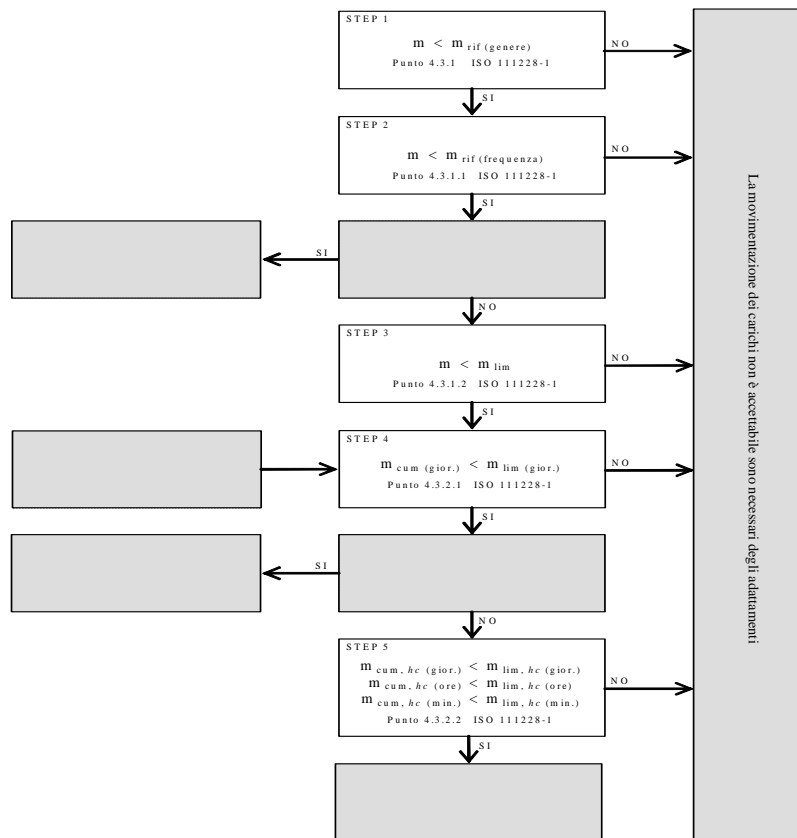 STEP 1
m < m rif (genere)
Punto 4.3.1 ISO 111228-1
NO
SI
STEP 2
m < m rif (frequenza)
Punto 4.3.1.1 ISO 111228-1
NO
SI
SI
NO
STEP 3
m < m lim
Punto 4.3.1.2 ISO 111228-1
NO
SI
STEP 4
m cum (gior.) < m lim (gior.)
Punto 4.3.2.1 ISO 111228-1
NO
SI
SI
NO
STEP 5
m cum, hc (gior.) < m lim, hc (gior.)
m cum, hc (ore) < m lim, hc (ore)
m cum, hc (min.) < m lim, hc (min.)
Punto 4.3.2.2 ISO 111228-1
NO
SI
La movimentazione dei carichi non è accettabile sono necessari degli adattamenti